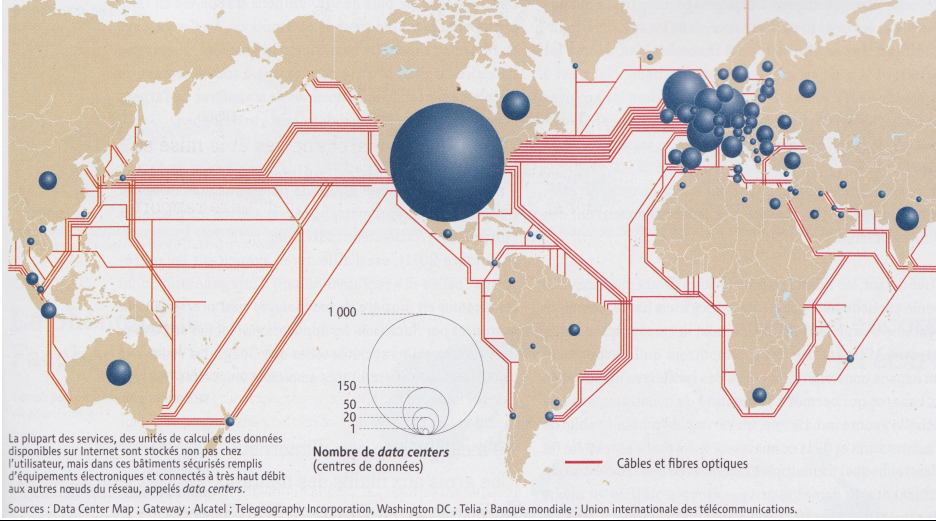 1 000
150
50
20
1
Nombre de data centers
(centres de données)
Câbles et fibres optiques
La plupart des services, des unités de calcul et des données
disponibles sur Internet sont stockés non pas chez
l'utilisateur, mais dans ces bâtiments sécurisés remplis
d'équipements électroniques et connectés à très haut débit
aux autres nœuds du réseau, appelés data centers.
Sources : Data Center Map ; Gateway ; Alcatel ; Telegeography Incorporation, Washington DC ; Telia ; Banque mondiale ; Union internationale des télécommunications.